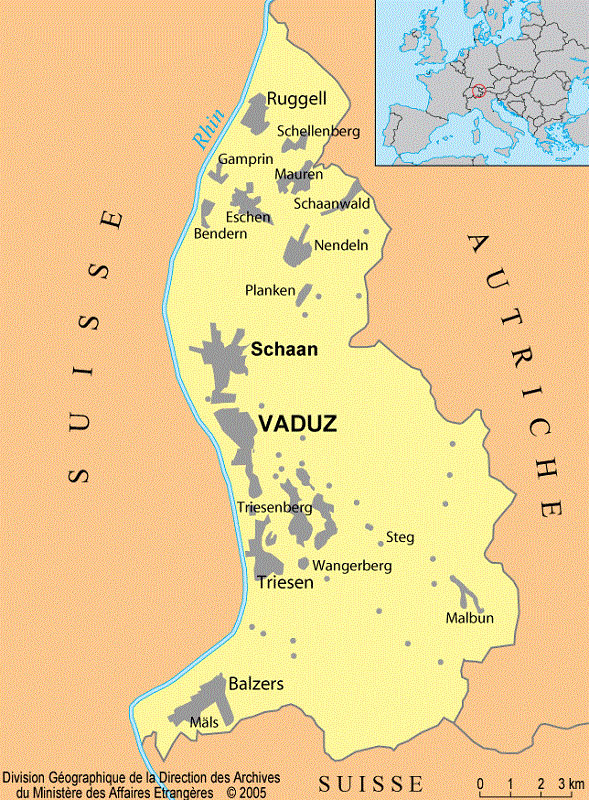 Ruggell
Rhin
Schellenberg
Gamprin
Mauren
Schaanwald
Eschen
Bendern
Nendeln
Planken
SUISSE
AUTRICHE
Schaan
VADUZ
Triesenberg
Steg
Wangerberg
Triesen
Malbun
Balzers
Mäls
Division Géographique de la Direction des Archives
du Ministère des Affaires Etrangères © 2005
SUISSE
0 1 2 3 km